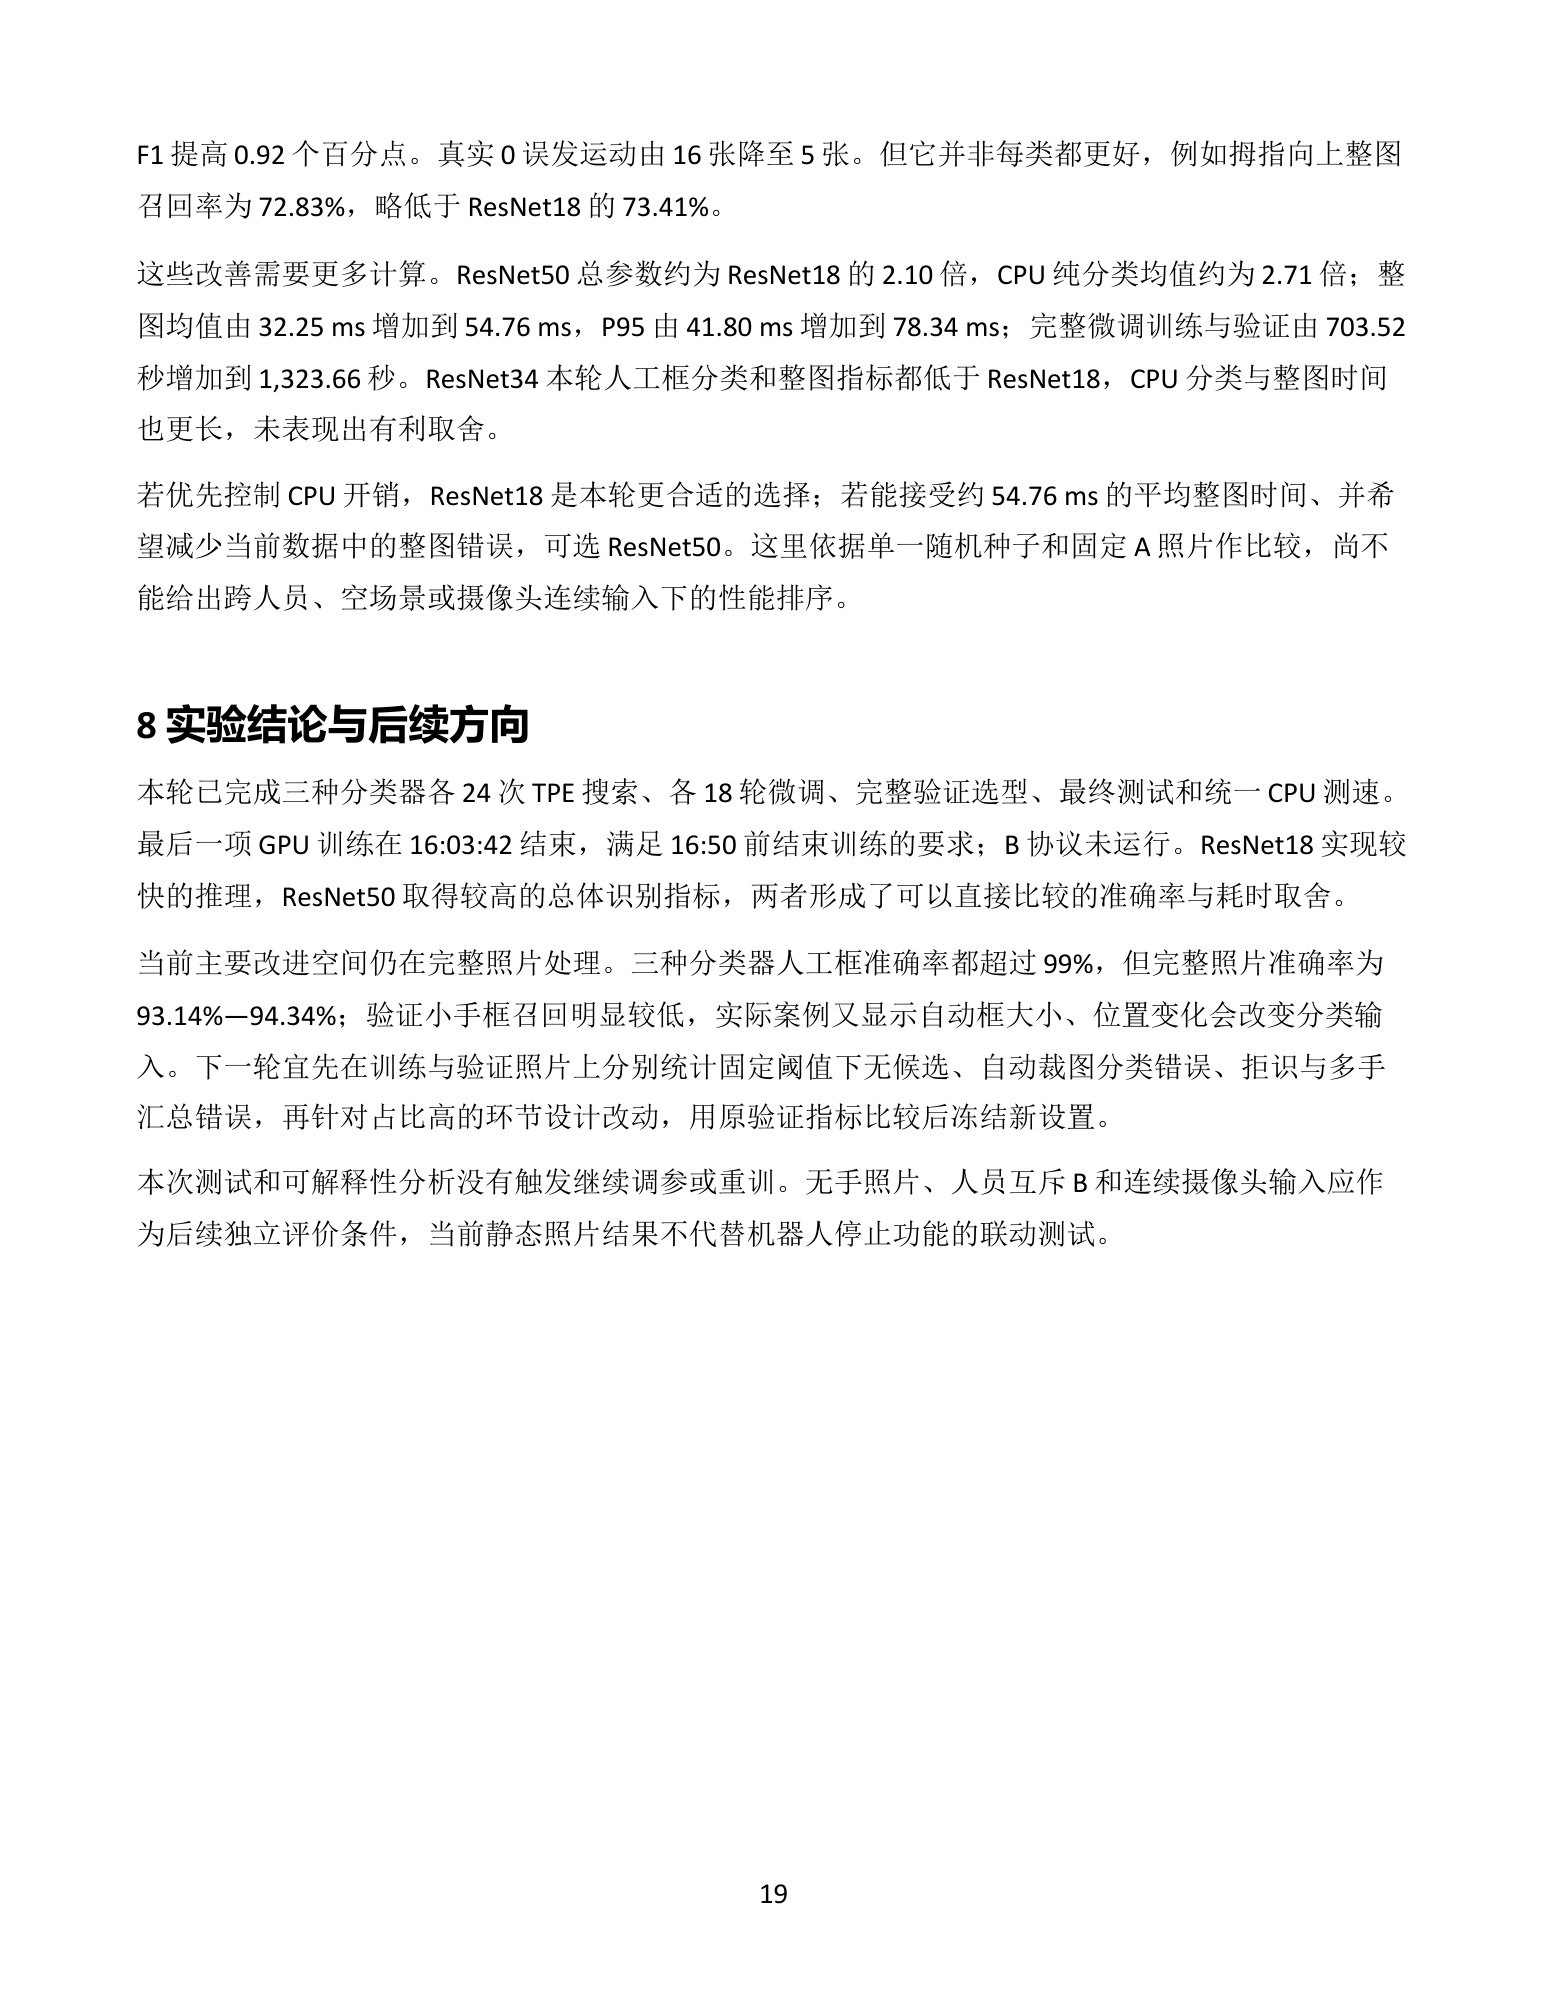 F1 提高 0.92 个百分点。真实 0 误发运动由 16 张降至 5 张。但它并非每类都更好，例如拇指向上整图
召回率为 72.83%，略低于 ResNet18 的 73.41%。
这些改善需要更多计算。ResNet50 总参数约为 ResNet18 的 2.10 倍，CPU 纯分类均值约为 2.71 倍；整
图均值由 32.25 ms 增加到 54.76 ms，P95 由 41.80 ms 增加到 78.34 ms；完整微调训练与验证由 703.52
秒增加到 1,323.66 秒。ResNet34 本轮人工框分类和整图指标都低于 ResNet18，CPU 分类与整图时间
也更长，未表现出有利取舍。
若优先控制 CPU 开销，ResNet18 是本轮更合适的选择；若能接受约 54.76 ms 的平均整图时间、并希
望减少当前数据中的整图错误，可选 ResNet50。这里依据单一随机种子和固定 A 照片作比较，尚不
能给出跨人员、空场景或摄像头连续输入下的性能排序。
8 实验结论与后续方向
本轮已完成三种分类器各 24 次 TPE 搜索、各 18 轮微调、完整验证选型、最终测试和统一 CPU 测速。
最后一项 GPU 训练在 16:03:42 结束，满足 16:50 前结束训练的要求；B 协议未运行。ResNet18 实现较
快的推理，ResNet50 取得较高的总体识别指标，两者形成了可以直接比较的准确率与耗时取舍。
当前主要改进空间仍在完整照片处理。三种分类器人工框准确率都超过 99%，但完整照片准确率为
93.14%—94.34%；验证小手框召回明显较低，实际案例又显示自动框大小、位置变化会改变分类输
入。下一轮宜先在训练与验证照片上分别统计固定阈值下无候选、自动裁图分类错误、拒识与多手
汇总错误，再针对占比高的环节设计改动，用原验证指标比较后冻结新设置。
本次测试和可解释性分析没有触发继续调参或重训。无手照片、人员互斥 B 和连续摄像头输入应作
为后续独立评价条件，当前静态照片结果不代替机器人停止功能的联动测试。
19